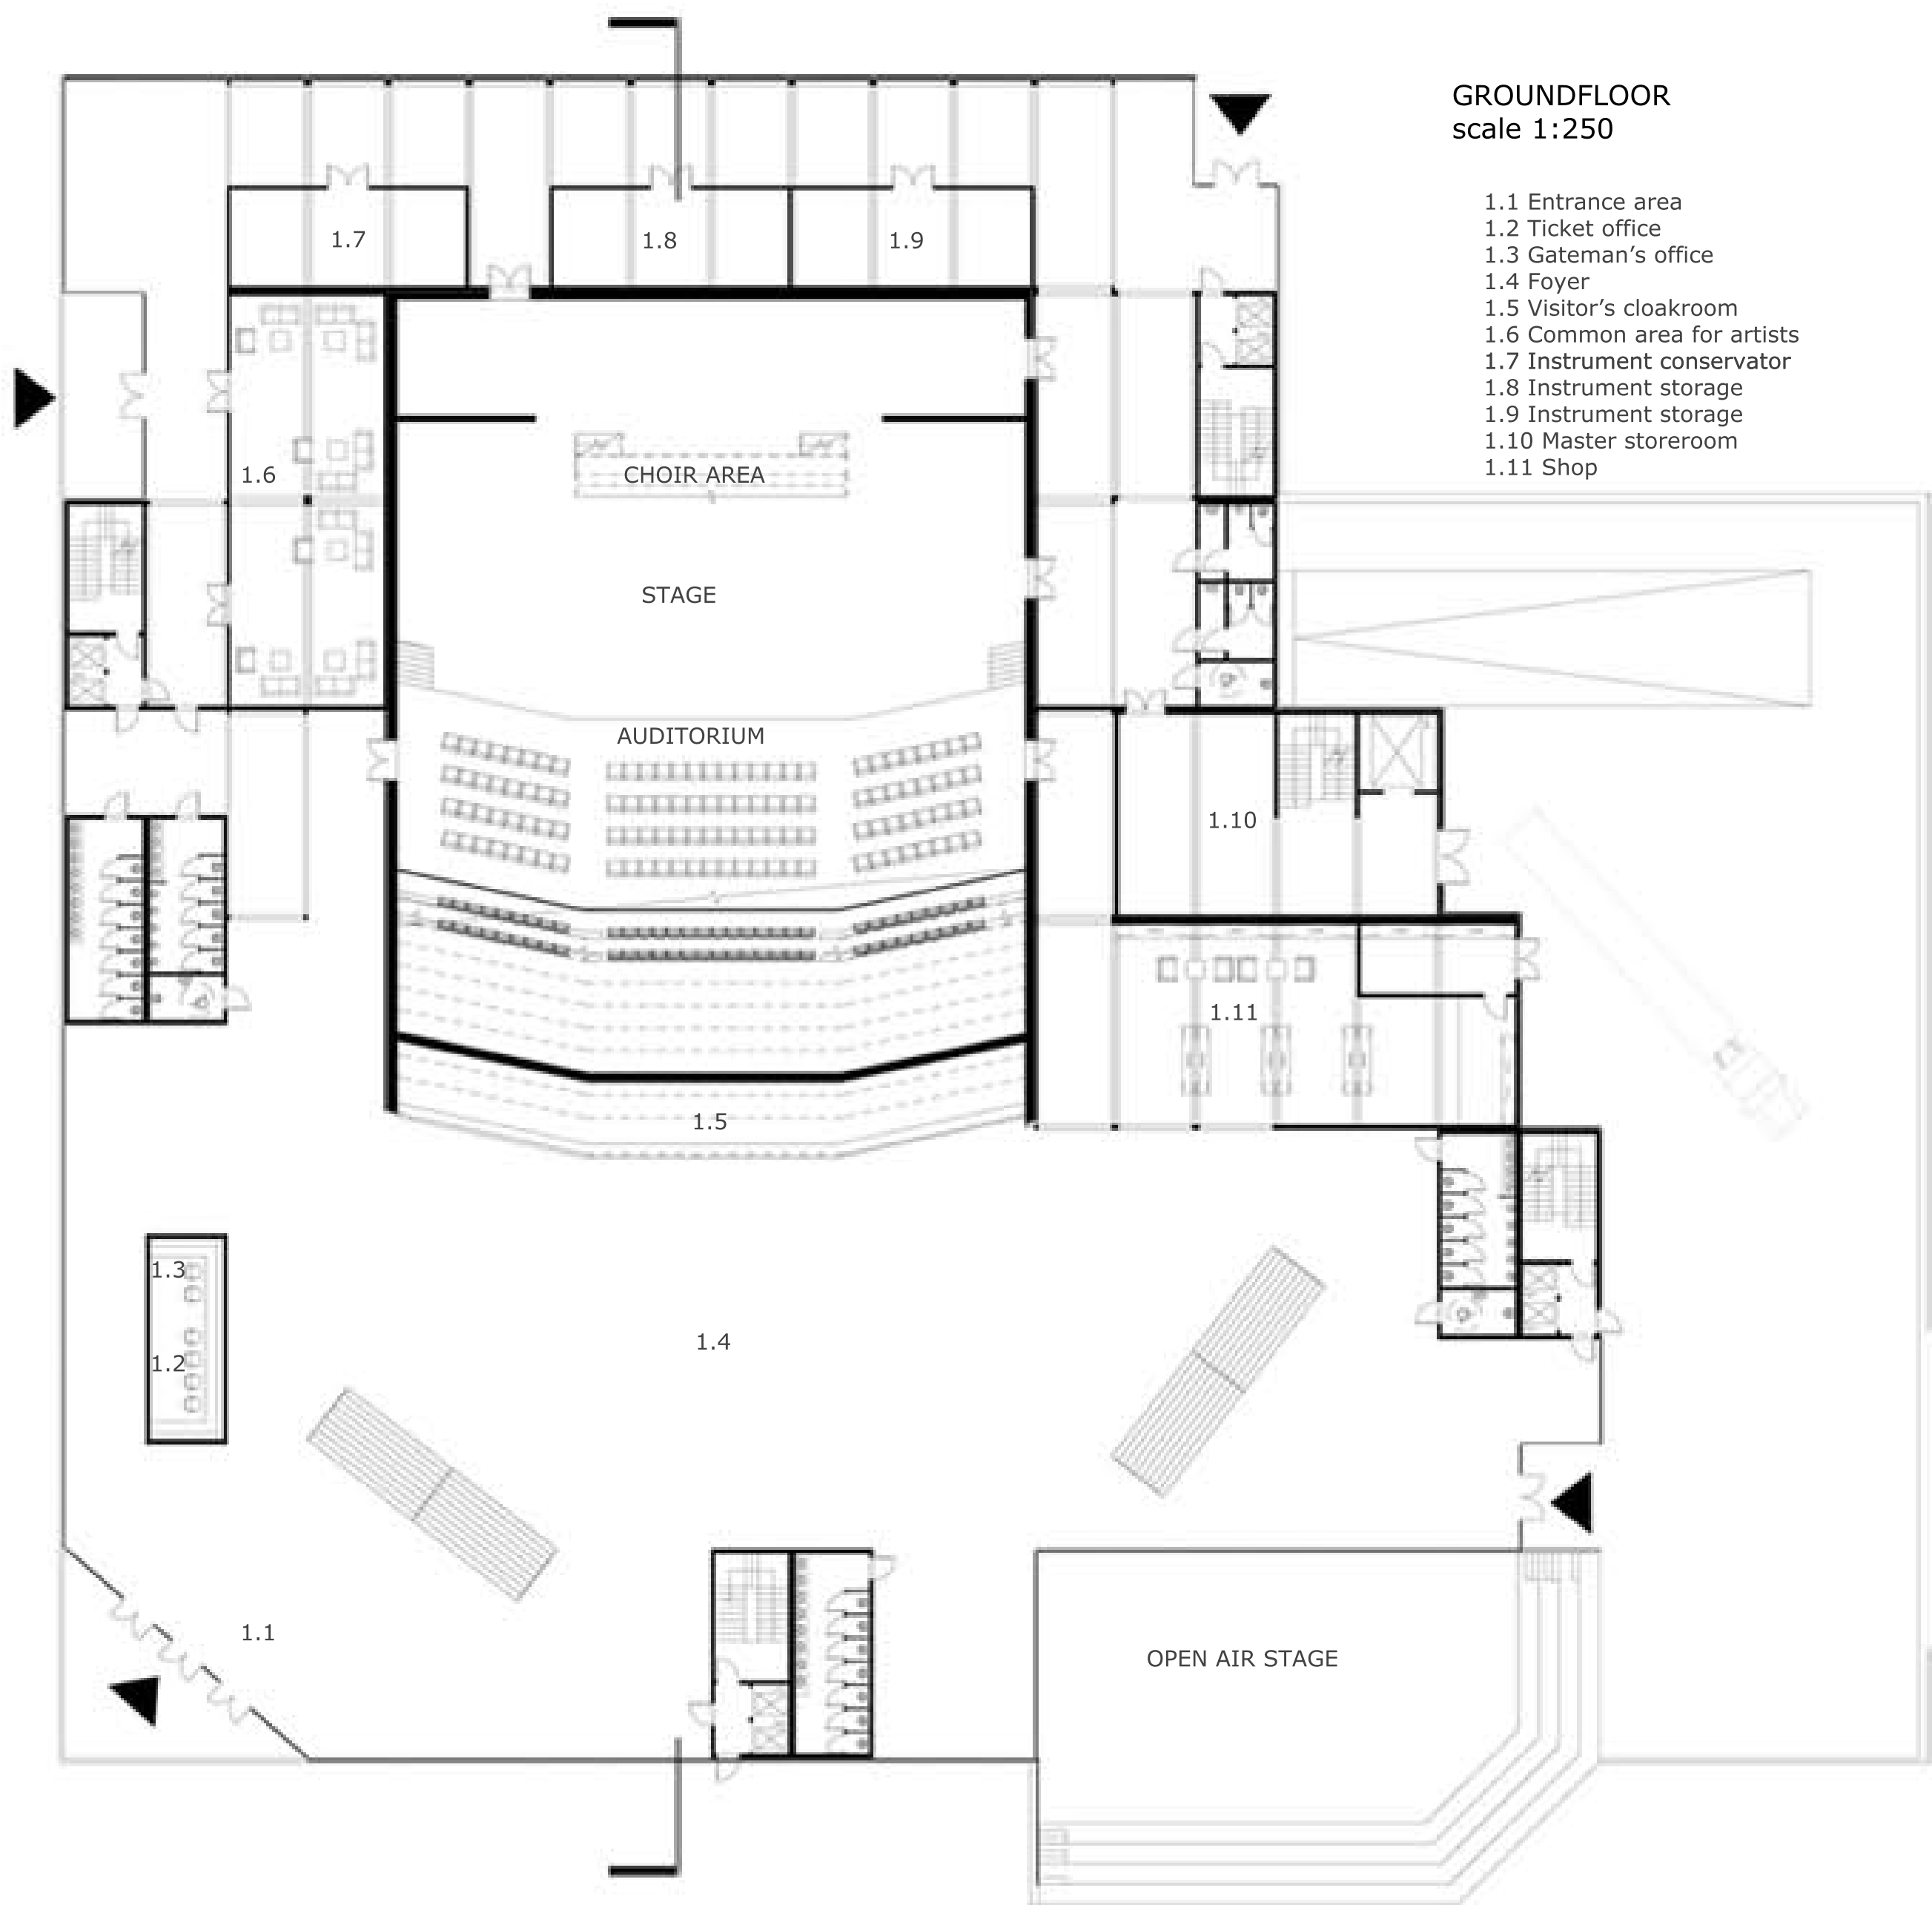 GROUNDFLOOR
scale 1:250
1.1 Entrance area
1.2 Ticket office
1.3 Gateman's office
1.4 Foyer
1.5 Visitor's cloakroom
1.6 Common area for artists
1.7 Instrument conservator
1.8 Instrument storage
1.9 Instrument storage
1.10 Master storeroom
1.11 Shop
1.7
1.8
1.9
1.6
CHOIR AREA
STAGE
AUDITORIUM
1.10
1.11
1.5
1.3
1.2
1.4
1.1
OPEN AIR STAGE